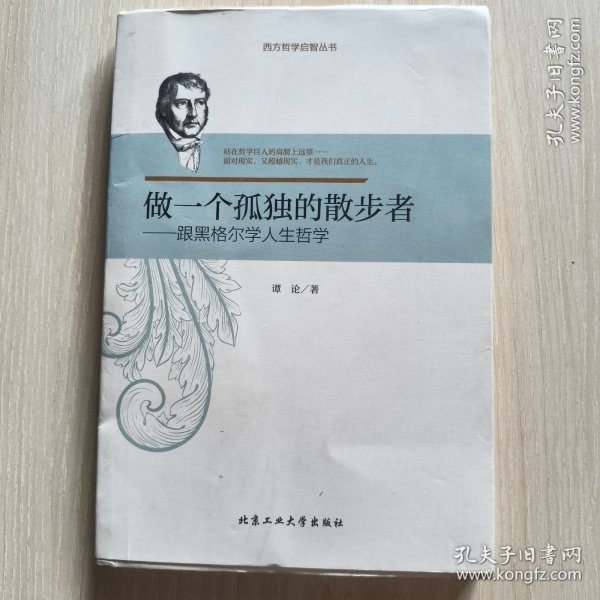 西方哲学启智丛书
站在哲学巨人的肩膀上远望……
面对现实，又超越现实，才是我们真正的人生。
做一个孤独的散步者
——跟黑格尔学人生哲学
谭 论／著
北京工业大学出版社
孔夫子旧书网
www.kongfz.com
孔夫子旧书网
www.kongfz.com